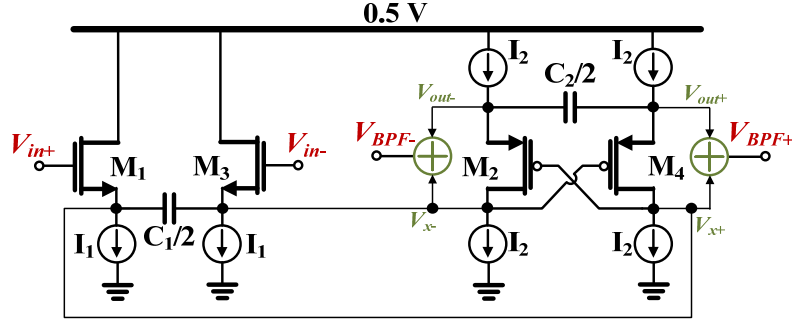 0.5 V
I2 I2
C2/2
Vout- Vout+
Vin+ Vin- VBPF- VBPF+
M1 M3 M2 M4
C1/2
Vx- Vx+
I1 I1 I2 I2